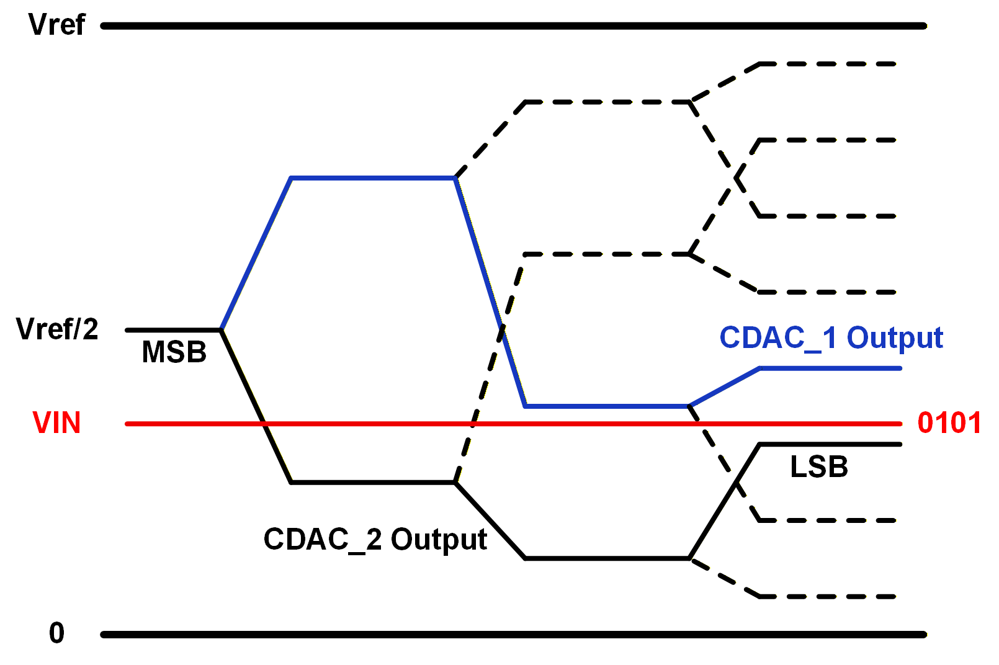 Vref
Vref/2
MSB
CDAC_1 Output
VIN
0101
LSB
CDAC_2 Output
0